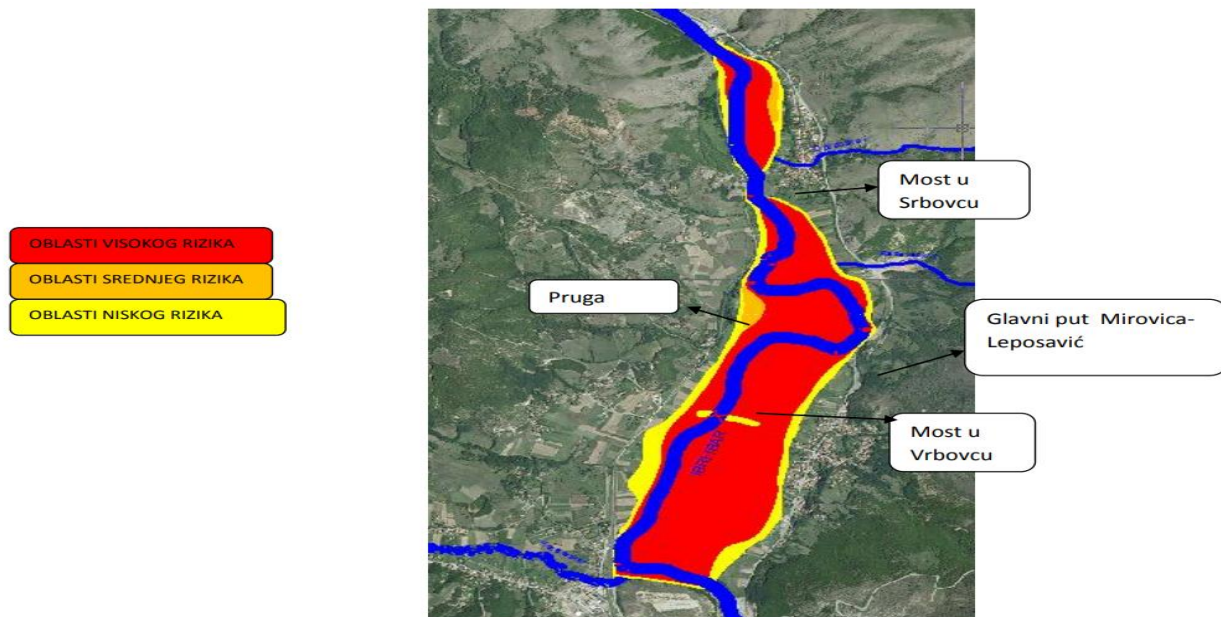 OBLASTI VISOKOG RIZIKA
OBLASTI SREDNJEG RIZIKA
OBLASTI NISKOG RIZIKA
Most u
Srbovcu
Pruga
Glavni put Mirovica-
Leposavić
Most u
Vrbovcu